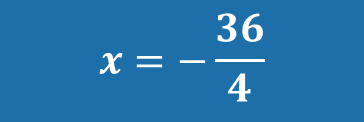 x = − 36/4